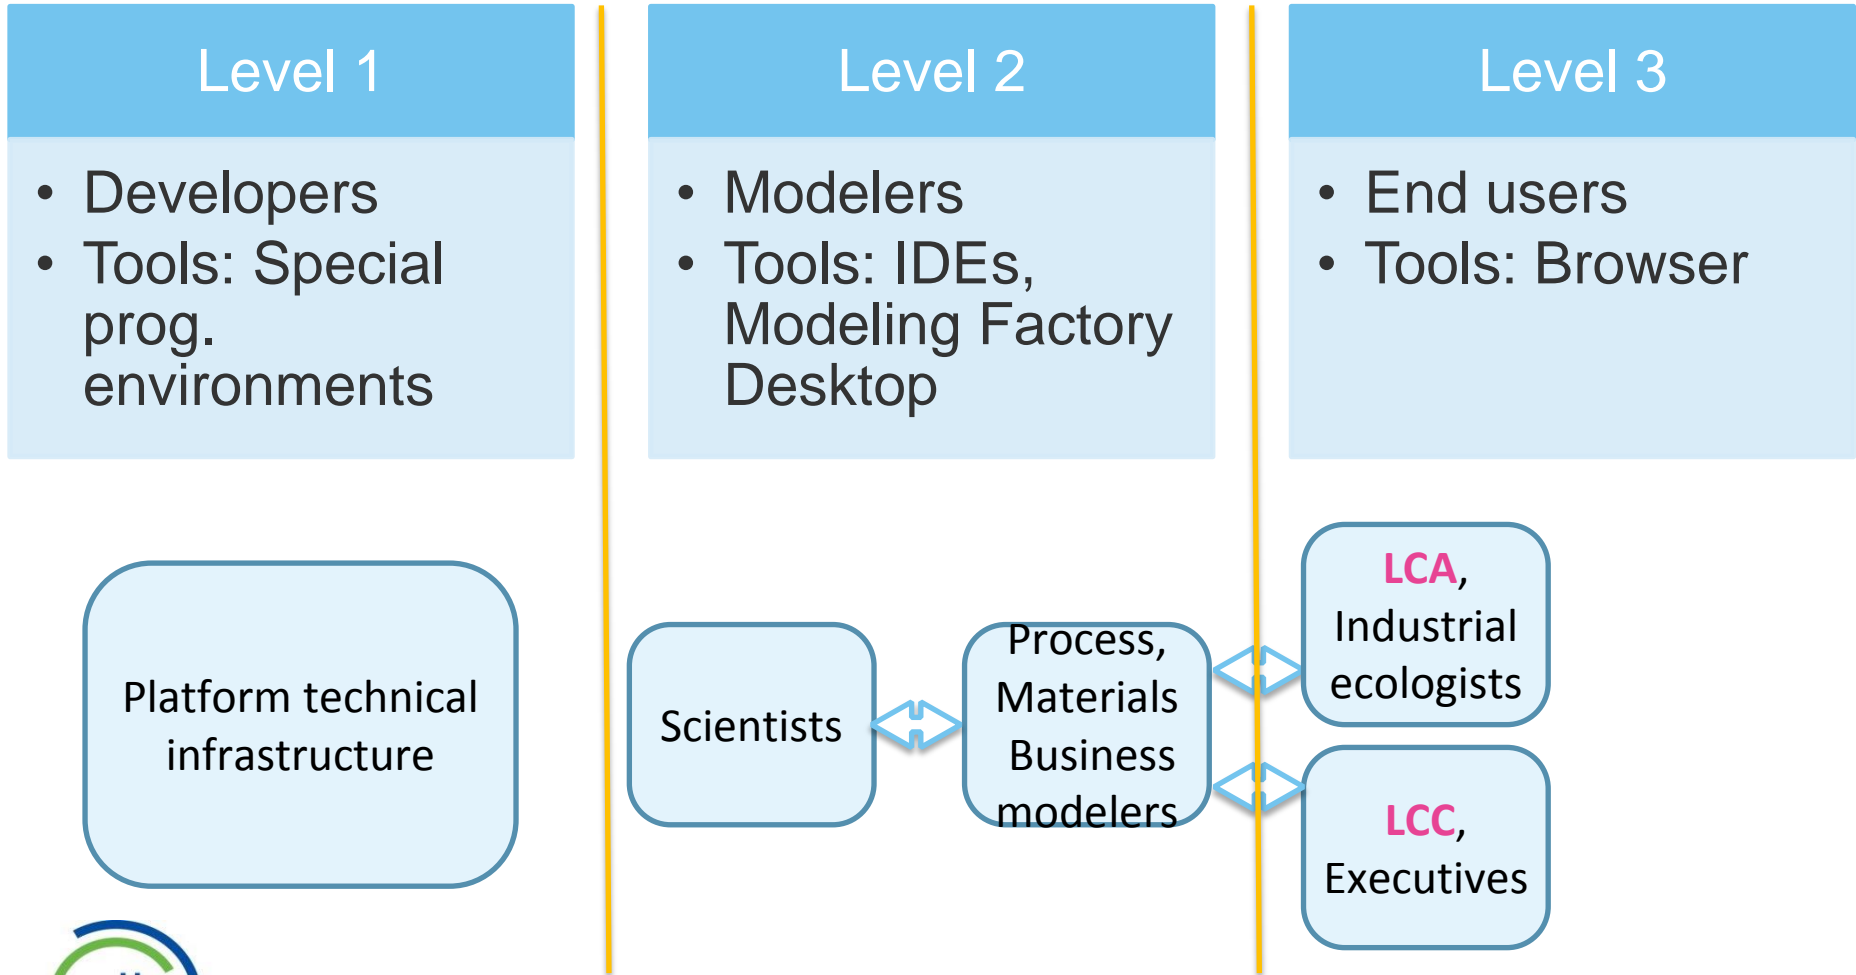 Level 1
• Developers
• Tools: Special
prog.
environments
Level 2
• Modelers
• Tools: IDEs,
Modeling Factory
Desktop
Level 3
• End users
• Tools: Browser
Platform technical
infrastructure
Scientists
Process,
Materials
Business
modelers
LCA,
Industrial
ecologists
LCC,
Executives